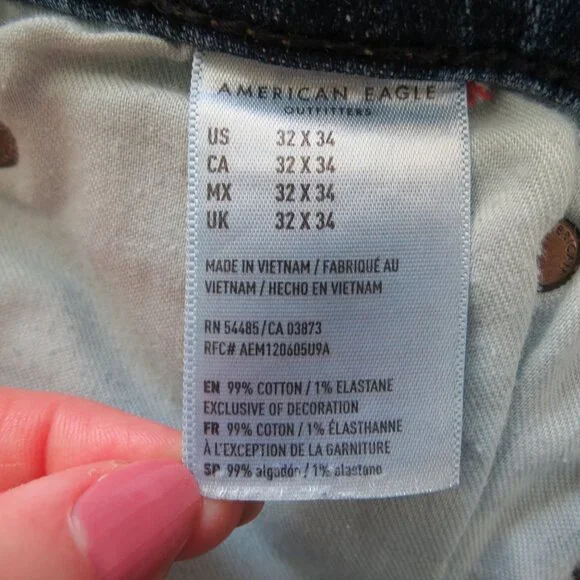 AMERICAN EAGLE
OUTFITTERS
US 32 X 34
CA 32 X 34
MX 32 X 34
UK 32 X 34
MADE IN VIETNAM / FABRIQUÉ AU
VIETNAM / HECHO EN VIETNAM
RN 54485/CA 03873
RFC# AEM120605U9A
EN 99% COTTON / 1% ELASTANE
EXCLUSIVE OF DECORATION
FR 99% COTON / 1% ÉLASTHANNE
À L'EXCEPTION DE LA GARNITURE
SP 99% algodón / 1% elastano